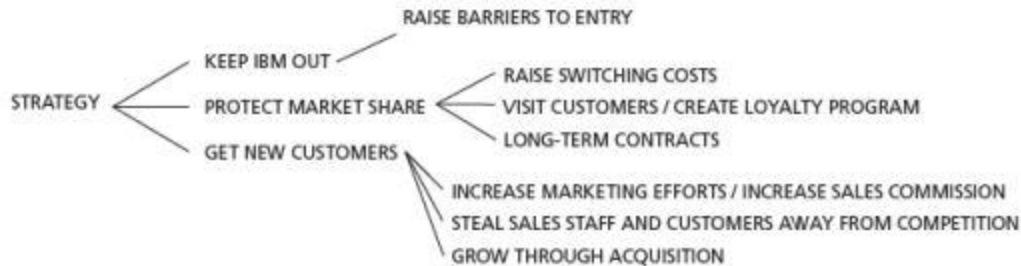 RAISE BARRIERS TO ENTRY
KEEP IBM OUT
RAISE SWITCHING COSTS
STRATEGY
PROTECT MARKET SHARE
VISIT CUSTOMERS / CREATE LOYALTY PROGRAM
LONG-TERM CONTRACTS
GET NEW CUSTOMERS
INCREASE MARKETING EFFORTS / INCREASE SALES COMMISSION
STEAL SALES STAFF AND CUSTOMERS AWAY FROM COMPETITION
GROW THROUGH ACQUISITION